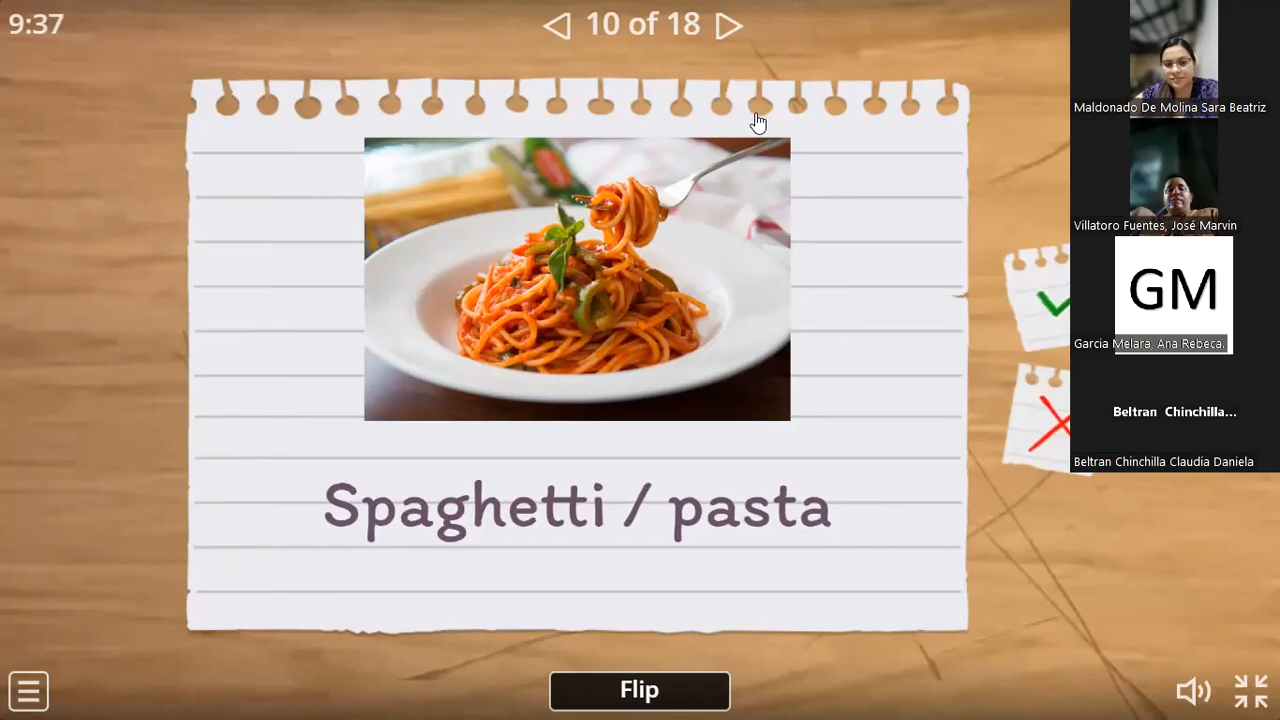 9:37
10 of 18
Maldonado De Molina Sara Beatriz
Villatoro Fuentes, José Marvin
GM
Garcia Melara, Ana Rebeca.
Beltran Chinchilla...
Beltran Chinchilla Claudia Daniela
Spaghetti / pasta
Flip